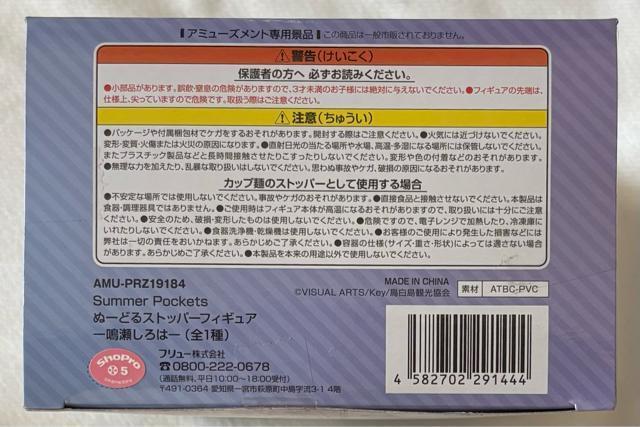 アミューズメント専用景品 この商品は一般市販されておりません。
警告(けいこく)
保護者の方へ 必ずお読みください。
●小部品があります。誤飲・窒息の危険がありますので、3才未満のお子様には絶対に与えないでください。●フィギュアの先端は、
仕様上、尖っていますので危険です。取扱う際はご注意ください。
注意(ちゅうい)
●パッケージや付属梱包材でケガをするおそれがあります。開封する際はご注意ください。 ●火気には近づけないでください。
変形・変質・火傷または火災の原因になります。 ●直射日光の当たる場所や水場、高温・多湿になる場所には保管しないでください。
またプラスチック製品などと長時間接触させたりこすったりしないでください。変形や色の付着などのおそれがあります。
●無理な力を加えたり、乱暴な取り扱いはしないでください。思わぬ事故やケガ、破損の原因になるおそれがあります。
カップ麺のストッパーとして使用する場合
●不安定な場所では使用しないでください。事故やケガのおそれがあります。●直接食品と接触させないでください。本製品は
食器・調理器具ではありません。●ご使用時はフィギュア本体が高温になるおそれがありますので、取り扱いには十分にご注意
ください。●安全のため、破損・変形したものは使用しないでください。●危険ですので、電子レンジで加熱したり、冷凍庫に
いれたりしないでください。●食器洗浄機・乾燥機は使用しないでください。●お客様のご使用により発生した損害などには
弊社は一切の責任をおいかねます。あらかじめご了承ください。●容器の仕様(サイズ・重さ・形状)によっては適さない場合
があります。あらかじめご了承ください。 ●本製品を本来の用途以外で使用しないでください。
AMU-PRZ19184
Summer Pockets
ぬーどるストッパーフィギュア
ー鳴瀬しろはー(全1種)
MADE IN CHINA
©VISUAL ARTS/Key/鳥白島観光協会
素材 ATBC-PVC
ShoPro
5
フリュー株式会社
☎0800-222-0678
(通話無料、平日10:00〜18:00受付)
〒491-0364 愛知県一宮市萩原町中島字流3-1 4階
4 582702 291444